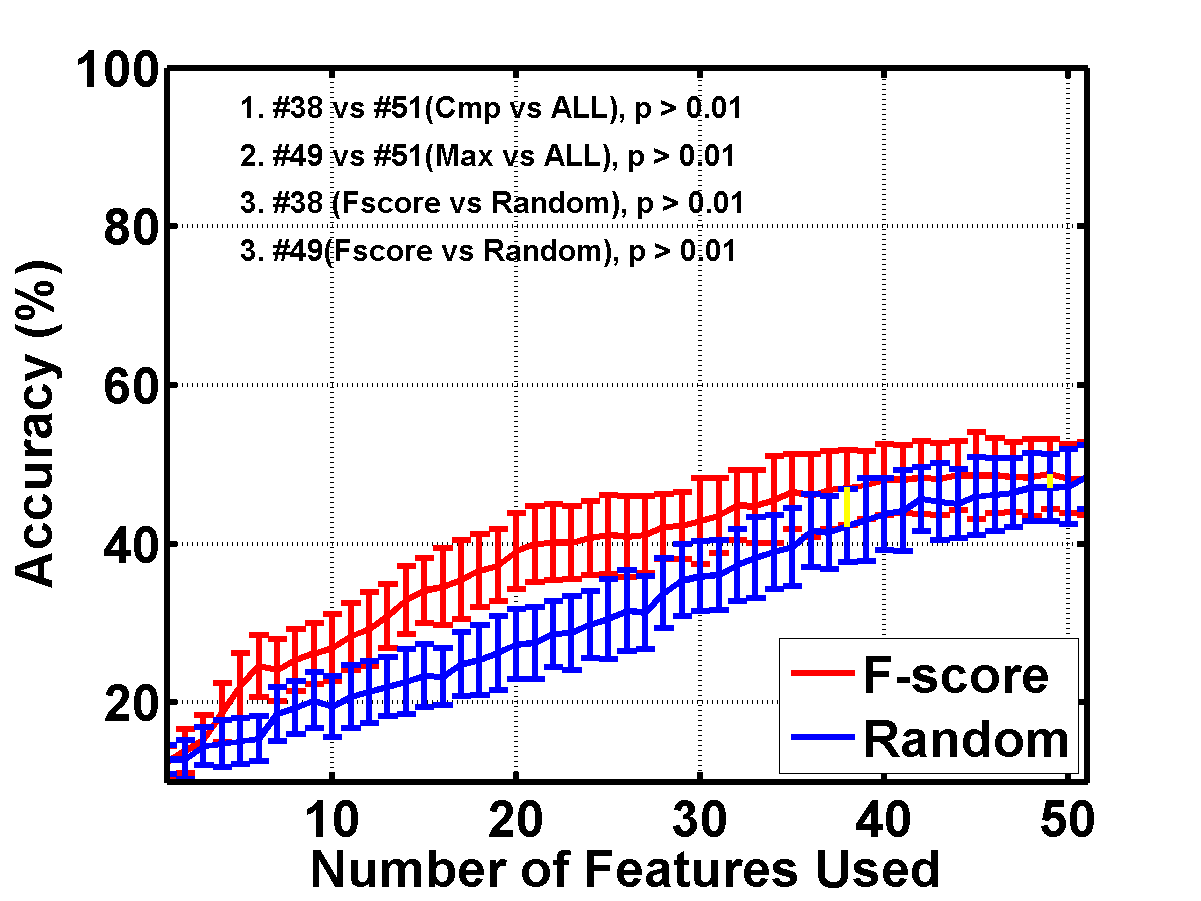 100
1. #38 vs #51(Cmp vs ALL), p > 0.01
2. #49 vs #51(Max vs ALL), p > 0.01
3. #38 (Fscore vs Random), p > 0.01
3. #49(Fscore vs Random), p > 0.01
80
60
40
20
Accuracy (%)
F-score
Random
10 20 30 40 50
Number of Features Used